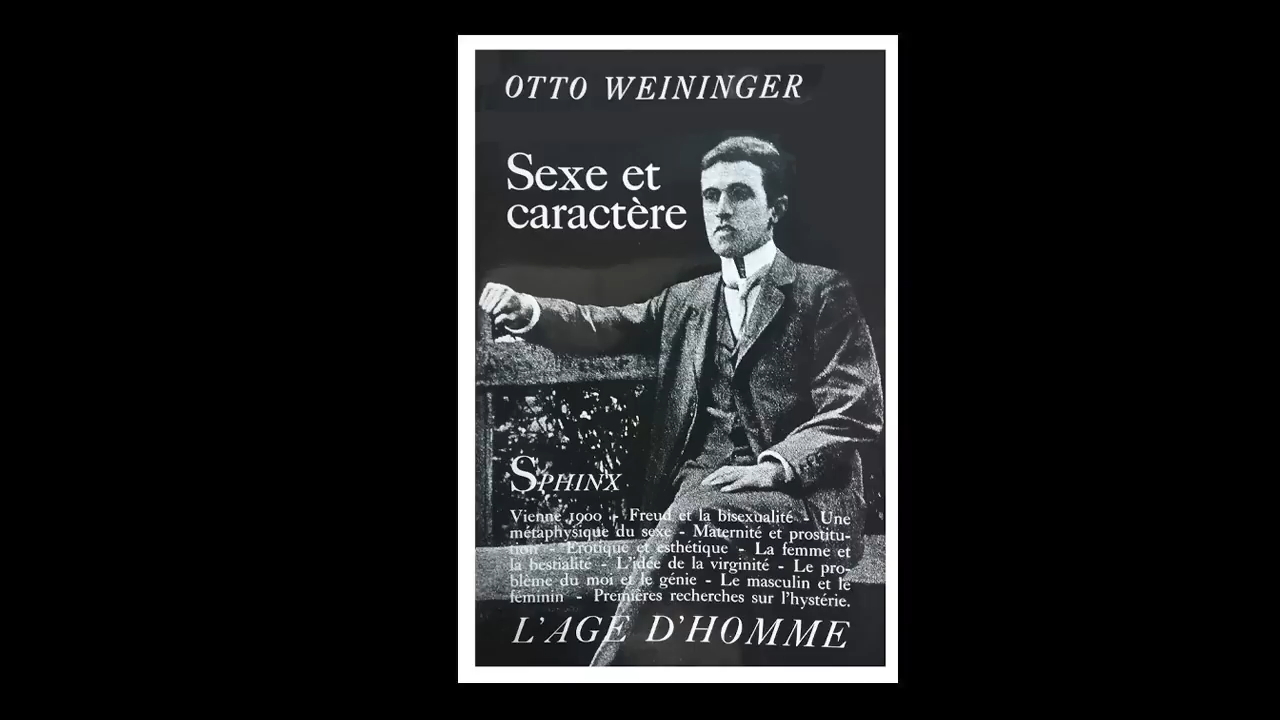 OTTO WEININGER
Sexe et
caractère
SPHINX
Vienne 1900 - Freud et la bisexualité - Une
métaphysique du sexe - Maternité et prostitu-
tion - Erotique et esthétique - La femme et
la bestialité - L'idée de la virginité - Le pro-
blème du moi et le génie - Le masculin et le
féminin - Premières recherches sur l'hystérie.
L'AGE D'HOMME